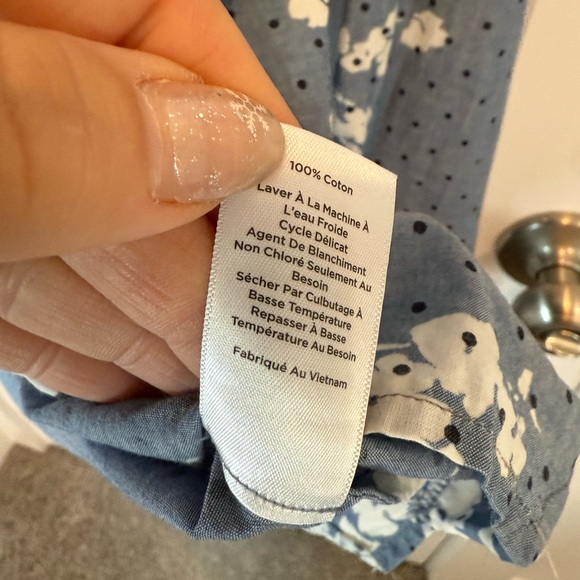 100% Coton
Laver À La Machine À
L'eau Froide
Cycle Délicat
Agent De Blanchiment
Non Chloré Seulement Au
Besoin
Sécher Par Culbutage À
Basse Température
Repasser À Basse
Température Au Besoin
Fabriqué Au Vietnam